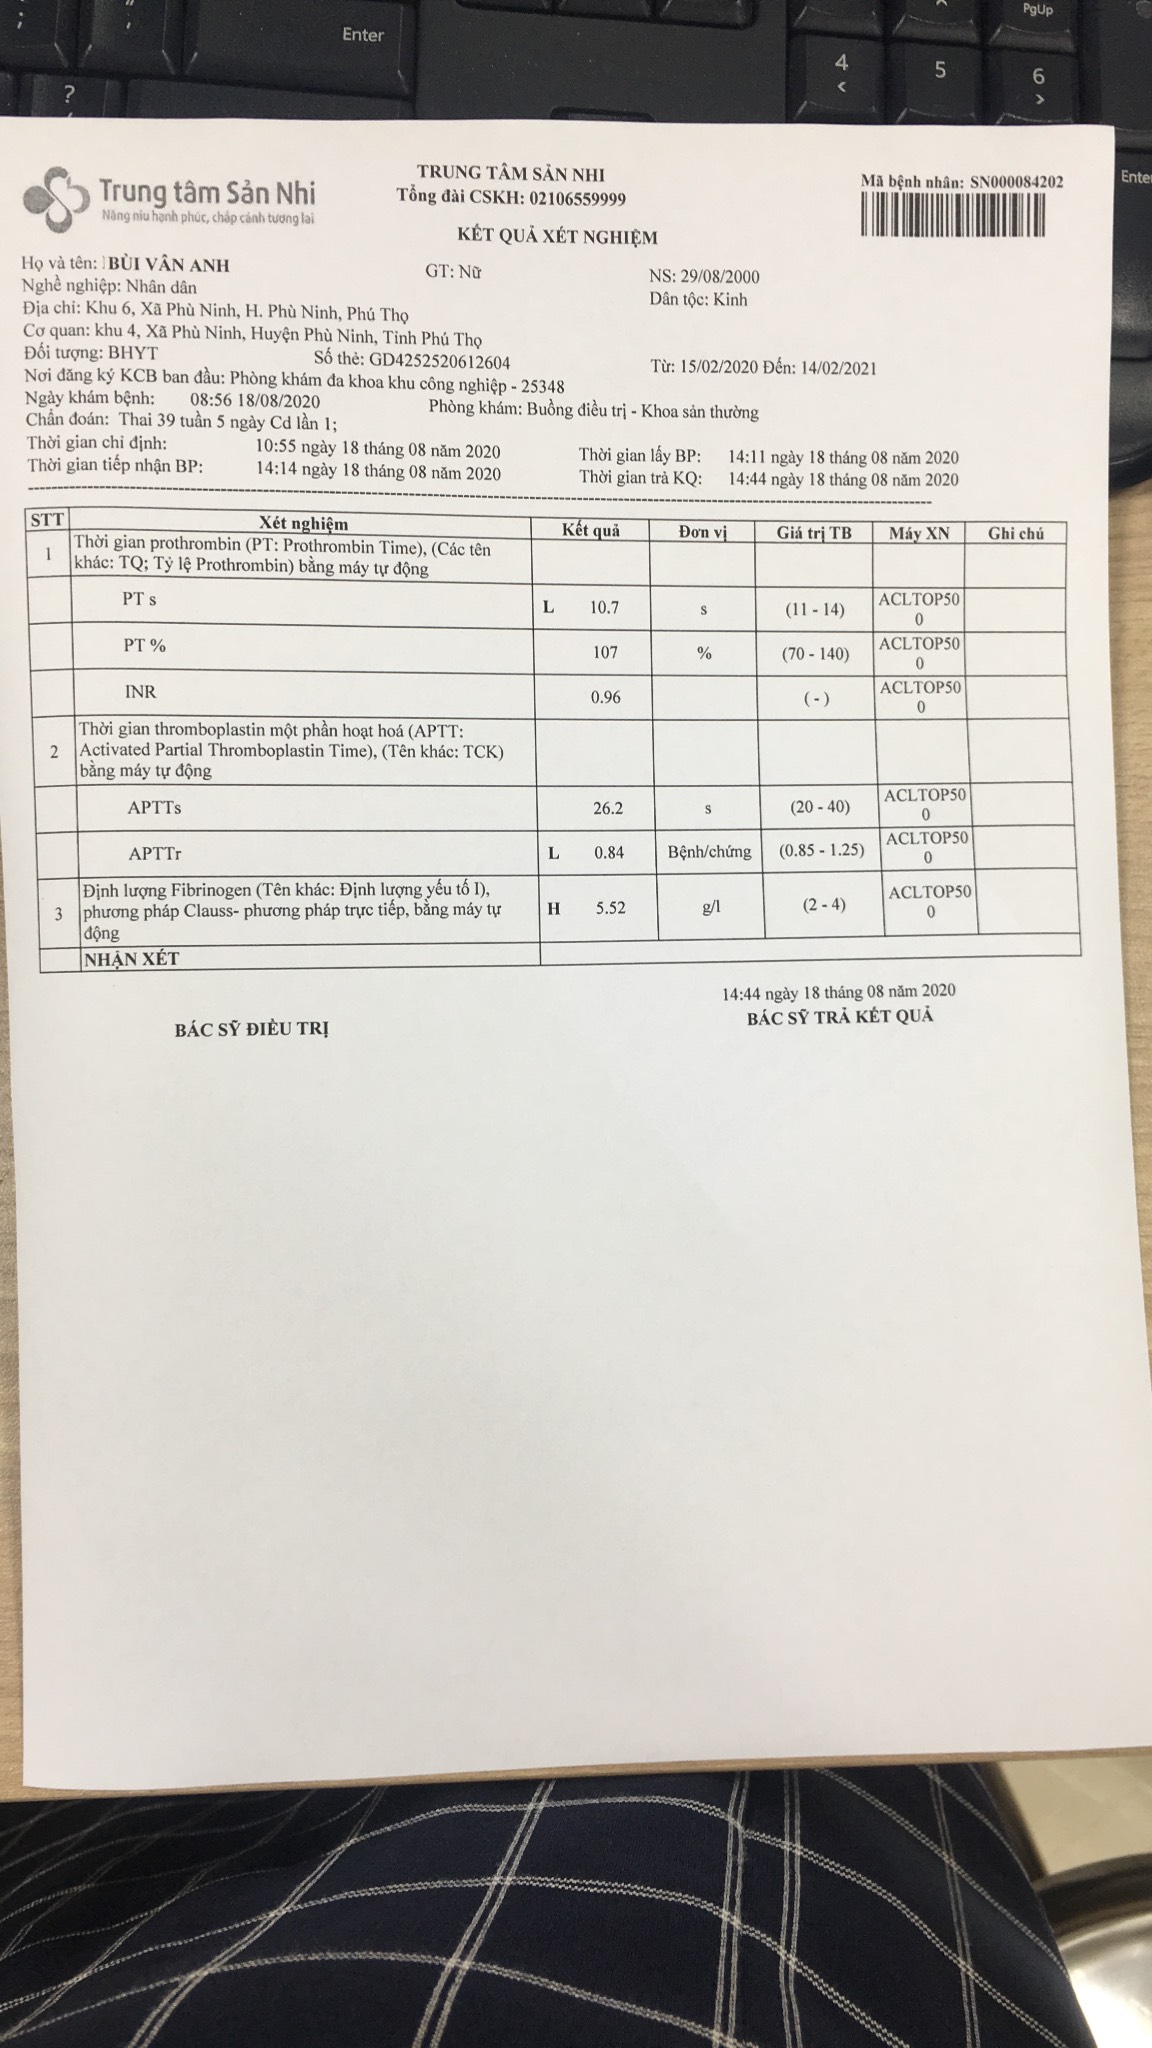 Enter
PgUp
4
5
6
?
Enter
Trung tâm Sản Nhi
Nâng niu hạnh phúc, chắp cánh tương lai
TRUNG TÂM SẢN NHI
Tổng đài CSKH: 02106559999
KẾT QUẢ XÉT NGHIỆM
Mã bệnh nhân: SN000084202
Họ và tên: BÙI VÂN ANH GT: Nữ NS: 29/08/2000
Nghề nghiệp: Nhân dân Dân tộc: Kinh
Địa chỉ: Khu 6, Xã Phù Ninh, H. Phù Ninh, Phú Thọ
Cơ quan: khu 4, Xã Phù Ninh, Huyện Phù Ninh, Tỉnh Phú Thọ
Đối tượng: BHYT Số thẻ: GD4252520612604 Từ: 15/02/2020 Đến: 14/02/2021
Nơi đăng ký KCB ban đầu: Phòng khám đa khoa khu công nghiệp - 25348
Ngày khám bệnh: 08:56 18/08/2020 Phòng khám: Buồng điều trị - Khoa sản thường
Chẩn đoán: Thai 39 tuần 5 ngày Cd lần 1;
Thời gian chỉ định: 10:55 ngày 18 tháng 08 năm 2020 Thời gian lấy BP: 14:11 ngày 18 tháng 08 năm 2020
Thời gian tiếp nhận BP: 14:14 ngày 18 tháng 08 năm 2020 Thời gian trả KQ: 14:44 ngày 18 tháng 08 năm 2020
STT Xét nghiệm Kết quả Đơn vị Giá trị TB Máy XN Ghi chú
1 Thời gian prothrombin (PT: Prothrombin Time), (Các tên
khác: TQ; Tỷ lệ Prothrombin) bằng máy tự động
PT s L 10.7 s (11 - 14) ACLTOP50
0
PT % 107 % (70 - 140) ACLTOP50
0
INR 0.96 ( - ) ACLTOP50
0
Thời gian thromboplastin một phần hoạt hoá (APTT:
2 Activated Partial Thromboplastin Time), (Tên khác: TCK)
bằng máy tự động
APTTs 26.2 s (20 - 40) ACLTOP50
0
APTTr L 0.84 Bệnh/chứng (0.85 - 1.25) ACLTOP50
0
Định lượng Fibrinogen (Tên khác: Định lượng yếu tố I),
3 phương pháp Clauss- phương pháp trực tiếp, bằng máy tự H 5.52 g/l (2 - 4) ACLTOP50
động 0
NHẬN XÉT
14:44 ngày 18 tháng 08 năm 2020
BÁC SỸ ĐIỀU TRỊ BÁC SỸ TRẢ KẾT QUẢ